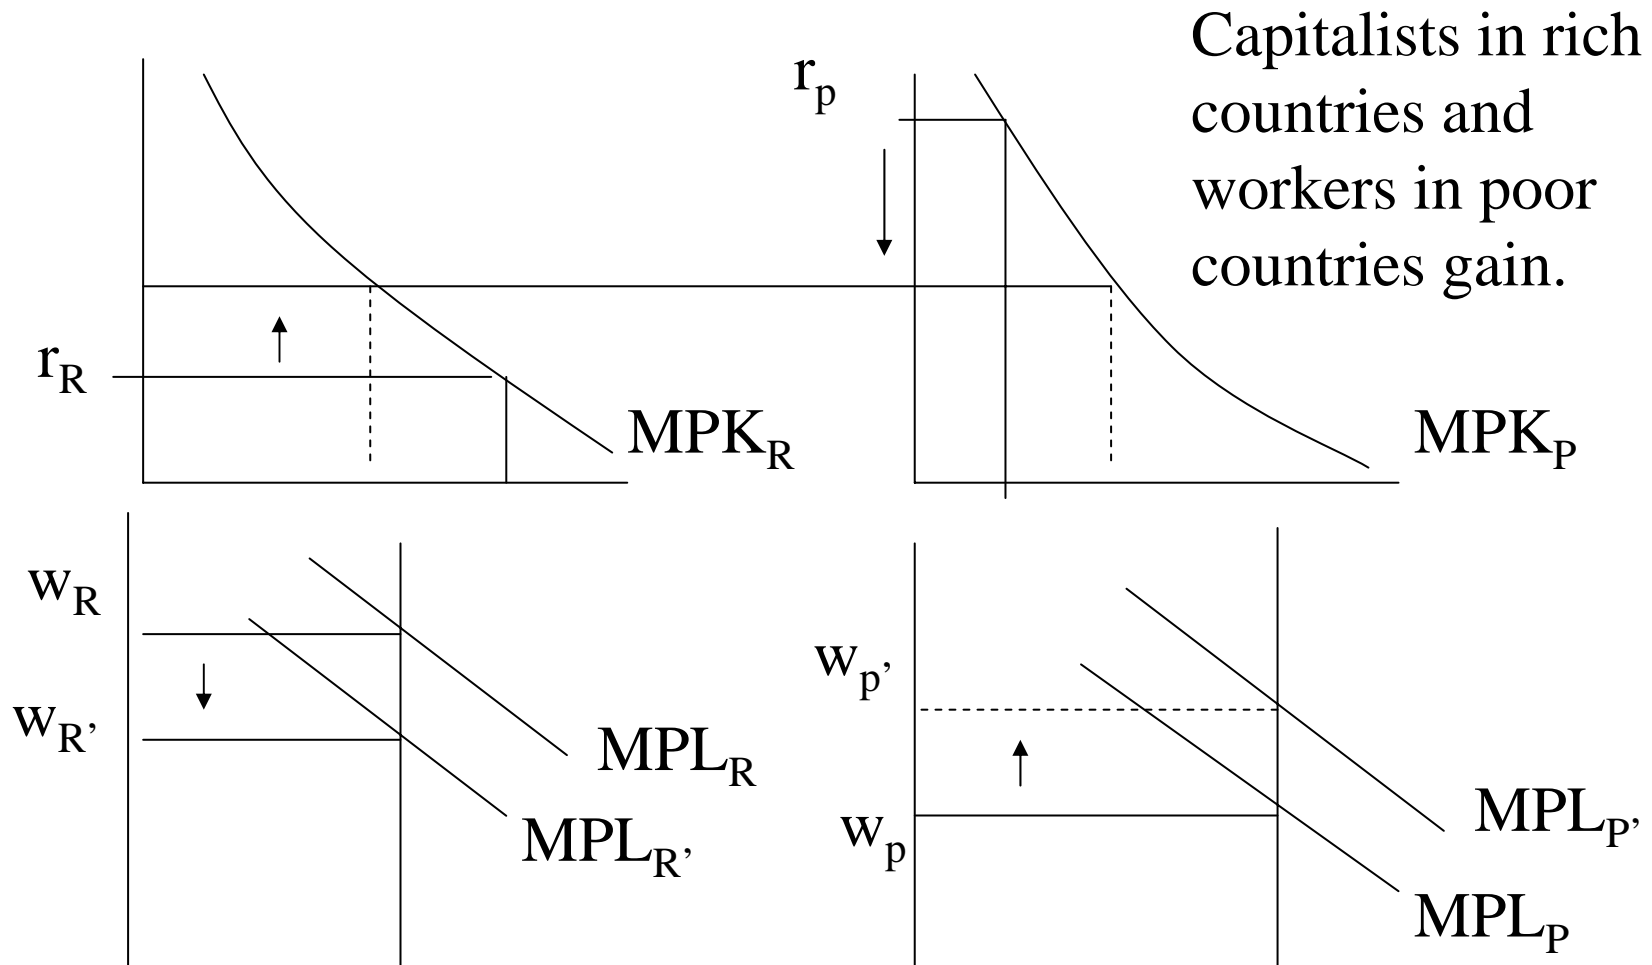 Capitalists in rich
countries and
workers in poor
countries gain.
r_p
r_R
MPK_R
MPK_P
w_R
w_R’
MPL_R
MPL_R’
w_p’
w_p
MPL_P’
MPL_P